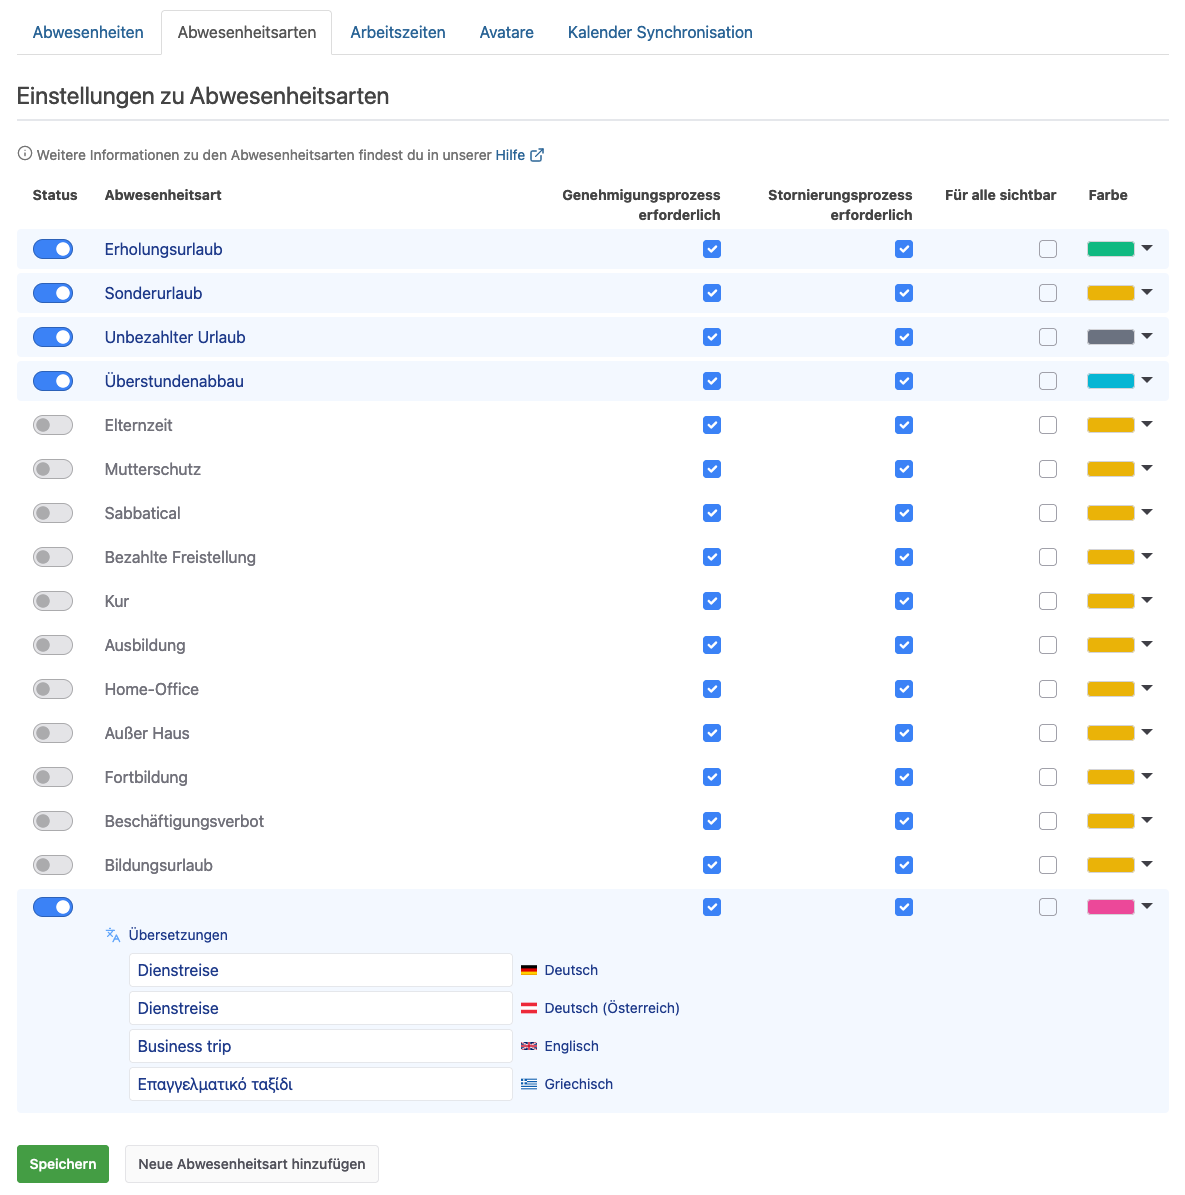 Abwesenheiten Abwesenheitsarten Arbeitszeiten Avatare Kalender Synchronisation
Einstellungen zu Abwesenheitsarten
Weitere Informationen zu den Abwesenheitsarten findest du in unserer Hilfe
Status Abwesenheitsart Genehmigungsprozess erforderlich Stornierungsprozess erforderlich Für alle sichtbar Farbe
Erholungsurlaub
Sonderurlaub
Unbezahlter Urlaub
Überstundenabbau
Elternzeit
Mutterschutz
Sabbatical
Bezahlte Freistellung
Kur
Ausbildung
Home-Office
Außer Haus
Fortbildung
Beschäftigungsverbot
Bildungsurlaub
Übersetzungen
Dienstreise Deutsch
Dienstreise Deutsch (Österreich)
Business trip Englisch
Επαγγελματικό ταξίδι Griechisch
Speichern Neue Abwesenheitsart hinzufügen